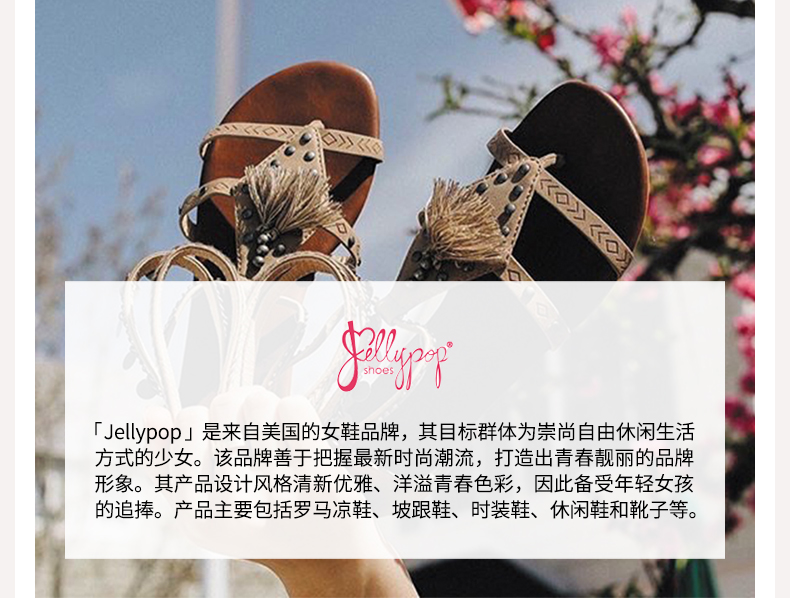 Jellypop®
shoes
「Jellypop」是来自美国的女鞋品牌，其目标群体为崇尚自由休闲生活
方式的少女。该品牌善于把握最新时尚潮流，打造出青春靓丽的品牌
形象。其产品设计风格清新优雅、洋溢青春色彩，因此备受年轻女孩
的追捧。产品主要包括罗马凉鞋、坡跟鞋、时装鞋、休闲鞋和靴子等。